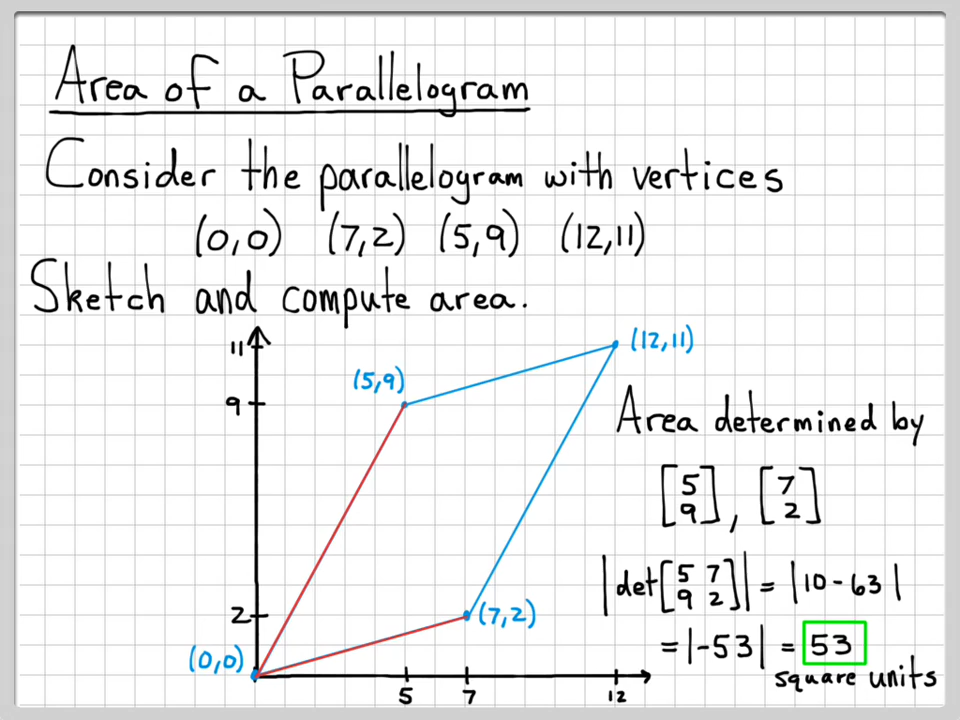 Area of a Parallelogram
Consider the parallelogram with vertices
(0,0) (7,2) (5,9) (12,11)
Sketch and compute area.
11
(12,11)
(5,9)
9
Area determined by
[5 9], [7 2]
|det[5 7 9 2]| = |10-63|
2
(7,2)
= |-53| = 53
square units
(0,0)
5 7 12